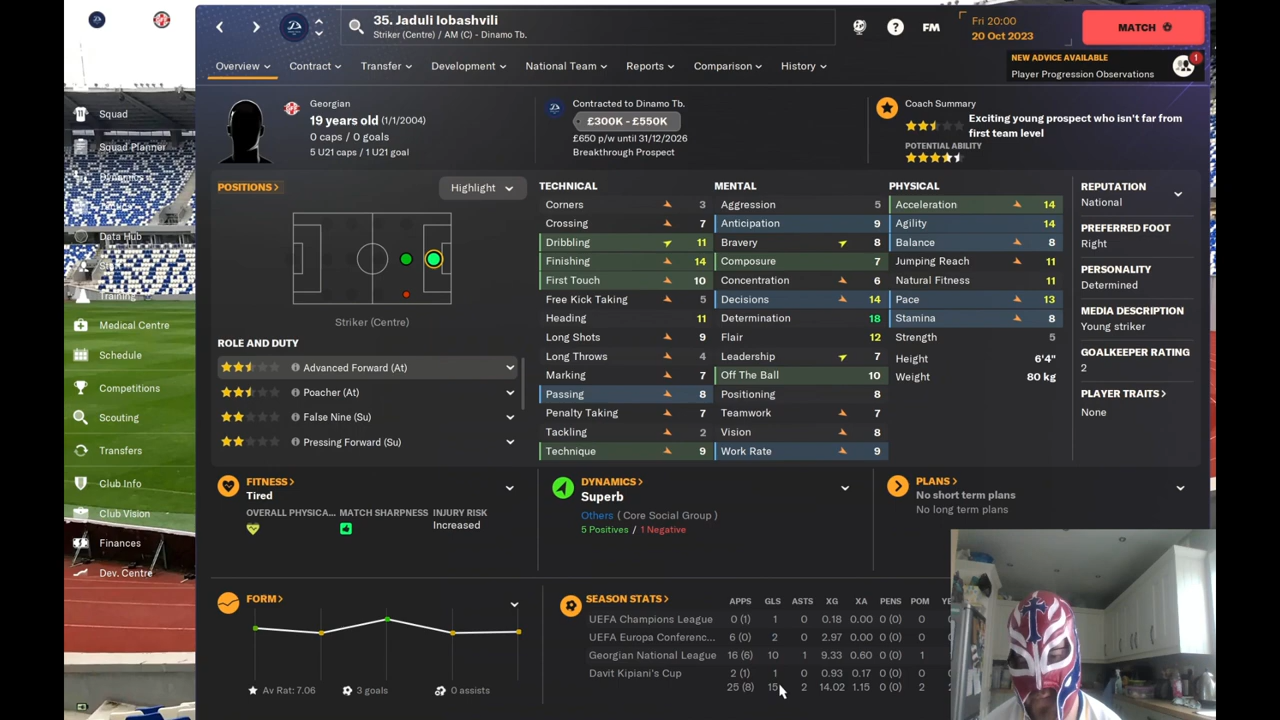 35. Jaduli Iobashvili
Striker (Centre) / AM (C) - Dinamo Tb.
?
FM
Fri 20:00
20 Oct 2023
MATCH
Overview
Contract
Transfer
Development
National Team
Reports
Comparison
History
NEW ADVICE AVAILABLE
Player Progression Observations
1
11
Squad
Squad Planner
Data Hub
Staff
Training
Medical Centre
Schedule
Competitions
Scouting
Transfers
Club Info
Club Vision
Finances
Dev. Centre
Georgian
19 years old (1/1/2004)
0 caps / 0 goals
5 U21 caps / 1 U21 goal
Contracted to Dinamo Tb.
£300K - £550K
£650 p/w until 31/12/2026
Breakthrough Prospect
Coach Summary
Exciting young prospect who isn't far from
first team level
POTENTIAL ABILITY
POSITIONS
Highlight
Striker (Centre)
ROLE AND DUTY
Advanced Forward (At)
Poacher (At)
False Nine (Su)
Pressing Forward (Su)
TECHNICAL
Corners 3
Crossing 7
Dribbling 11
Finishing 14
First Touch 10
Free Kick Taking 5
Heading 11
Long Shots 9
Long Throws 4
Marking 7
Passing 8
Penalty Taking 7
Tackling 2
Technique 9
MENTAL
Aggression 5
Anticipation 9
Bravery 8
Composure 7
Concentration 6
Decisions 14
Determination 18
Flair 12
Leadership 7
Off The Ball 10
Positioning 8
Teamwork 7
Vision 8
Work Rate 9
PHYSICAL
Acceleration 14
Agility 14
Balance 8
Jumping Reach 11
Natural Fitness 11
Pace 13
Stamina 8
Strength 5
Height 6'4"
Weight 80 kg
REPUTATION
National
PREFERRED FOOT
Right
PERSONALITY
Determined
MEDIA DESCRIPTION
Young striker
GOALKEEPER RATING
2
PLAYER TRAITS
None
FITNESS
Tired
OVERALL PHYSICA... MATCH SHARPNESS INJURY RISK
Increased
DYNAMICS
Superb
Others ( Core Social Group )
5 Positives / 1 Negative
PLANS
No short term plans
No long term plans
FORM
Av Rat: 7.06
3 goals
0 assists
SEASON STATS APPS GLS ASTS XG XA PENS POM YE
UEFA Champions League 0 (1) 1 0 0.18 0.00 0 (0) 0
UEFA Europa Conferenc... 6 (0) 2 0 2.97 0.00 0 (0) 0
Georgian National League 16 (6) 10 1 9.33 0.60 0 (0) 1
Davit Kipiani's Cup 2 (1) 1 0 0.93 0.17 0 (0) 0
25 (8) 15 2 14.02 1.15 0 (0) 2